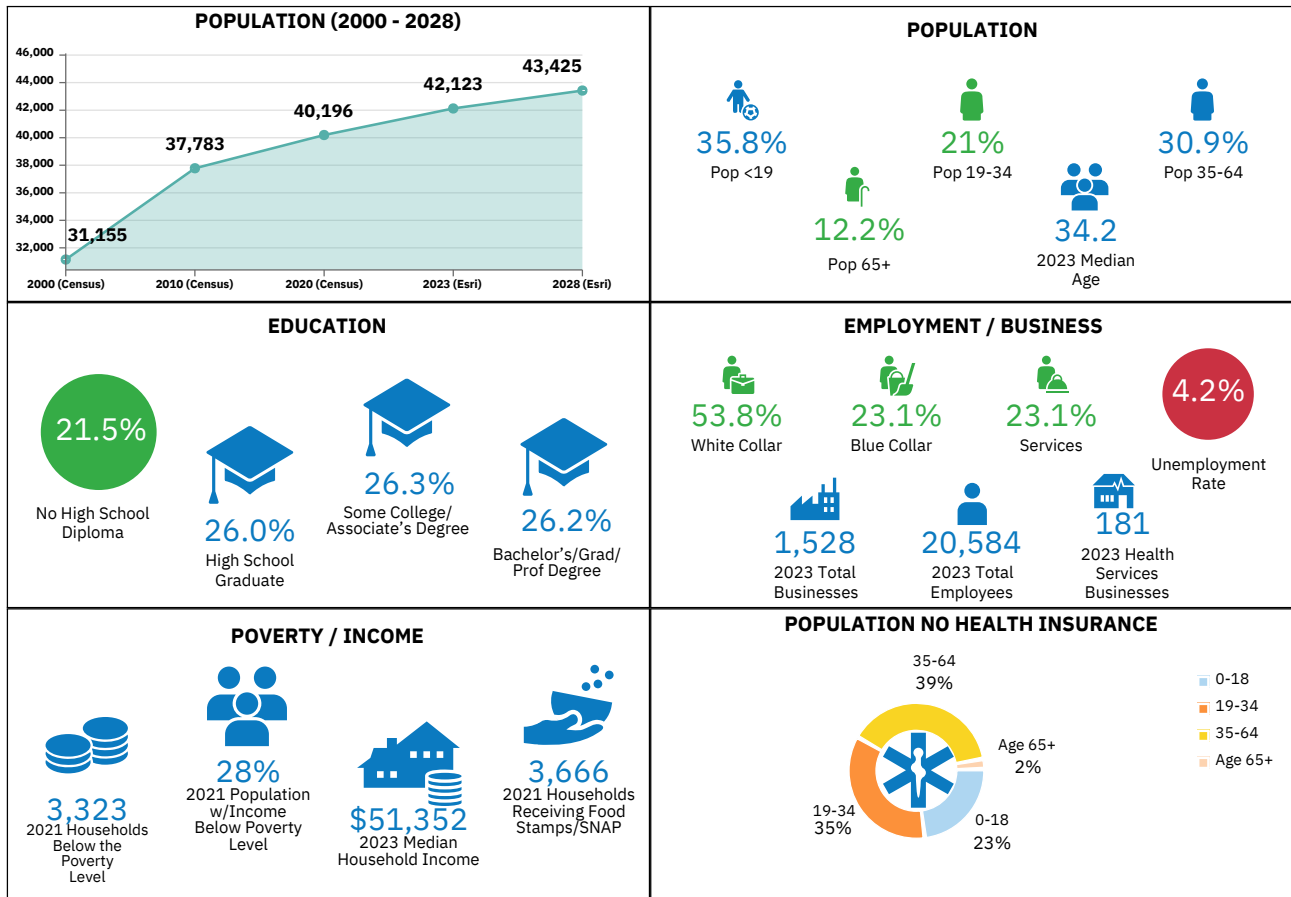 POPULATION (2000 - 2028)
46,000
44,000
42,000
40,000
38,000
36,000
34,000
32,000
31,155
37,783
40,196
42,123
43,425
2000 (Census)
2010 (Census)
2020 (Census)
2023 (Esri)
2028 (Esri)
POPULATION
35.8%
Pop <19
21%
Pop 19-34
30.9%
Pop 35-64
12.2%
Pop 65+
34.2
2023 Median
Age
EDUCATION
21.5%
No High School
Diploma
26.0%
High School
Graduate
26.3%
Some College/
Associate's Degree
26.2%
Bachelor's/Grad/
Prof Degree
EMPLOYMENT / BUSINESS
53.8%
White Collar
23.1%
Blue Collar
23.1%
Services
4.2%
Unemployment
Rate
1,528
2023 Total
Businesses
20,584
2023 Total
Employees
181
2023 Health
Services
Businesses
POVERTY / INCOME
3,323
2021 Households
Below the
Poverty
Level
28%
2021 Population
w/Income
Below Poverty
Level
$51,352
2023 Median
Household Income
3,666
2021 Households
Receiving Food
Stamps/SNAP
POPULATION NO HEALTH INSURANCE
35-64
39%
Age 65+
2%
19-34
35%
0-18
23%
0-18
19-34
35-64
Age 65+